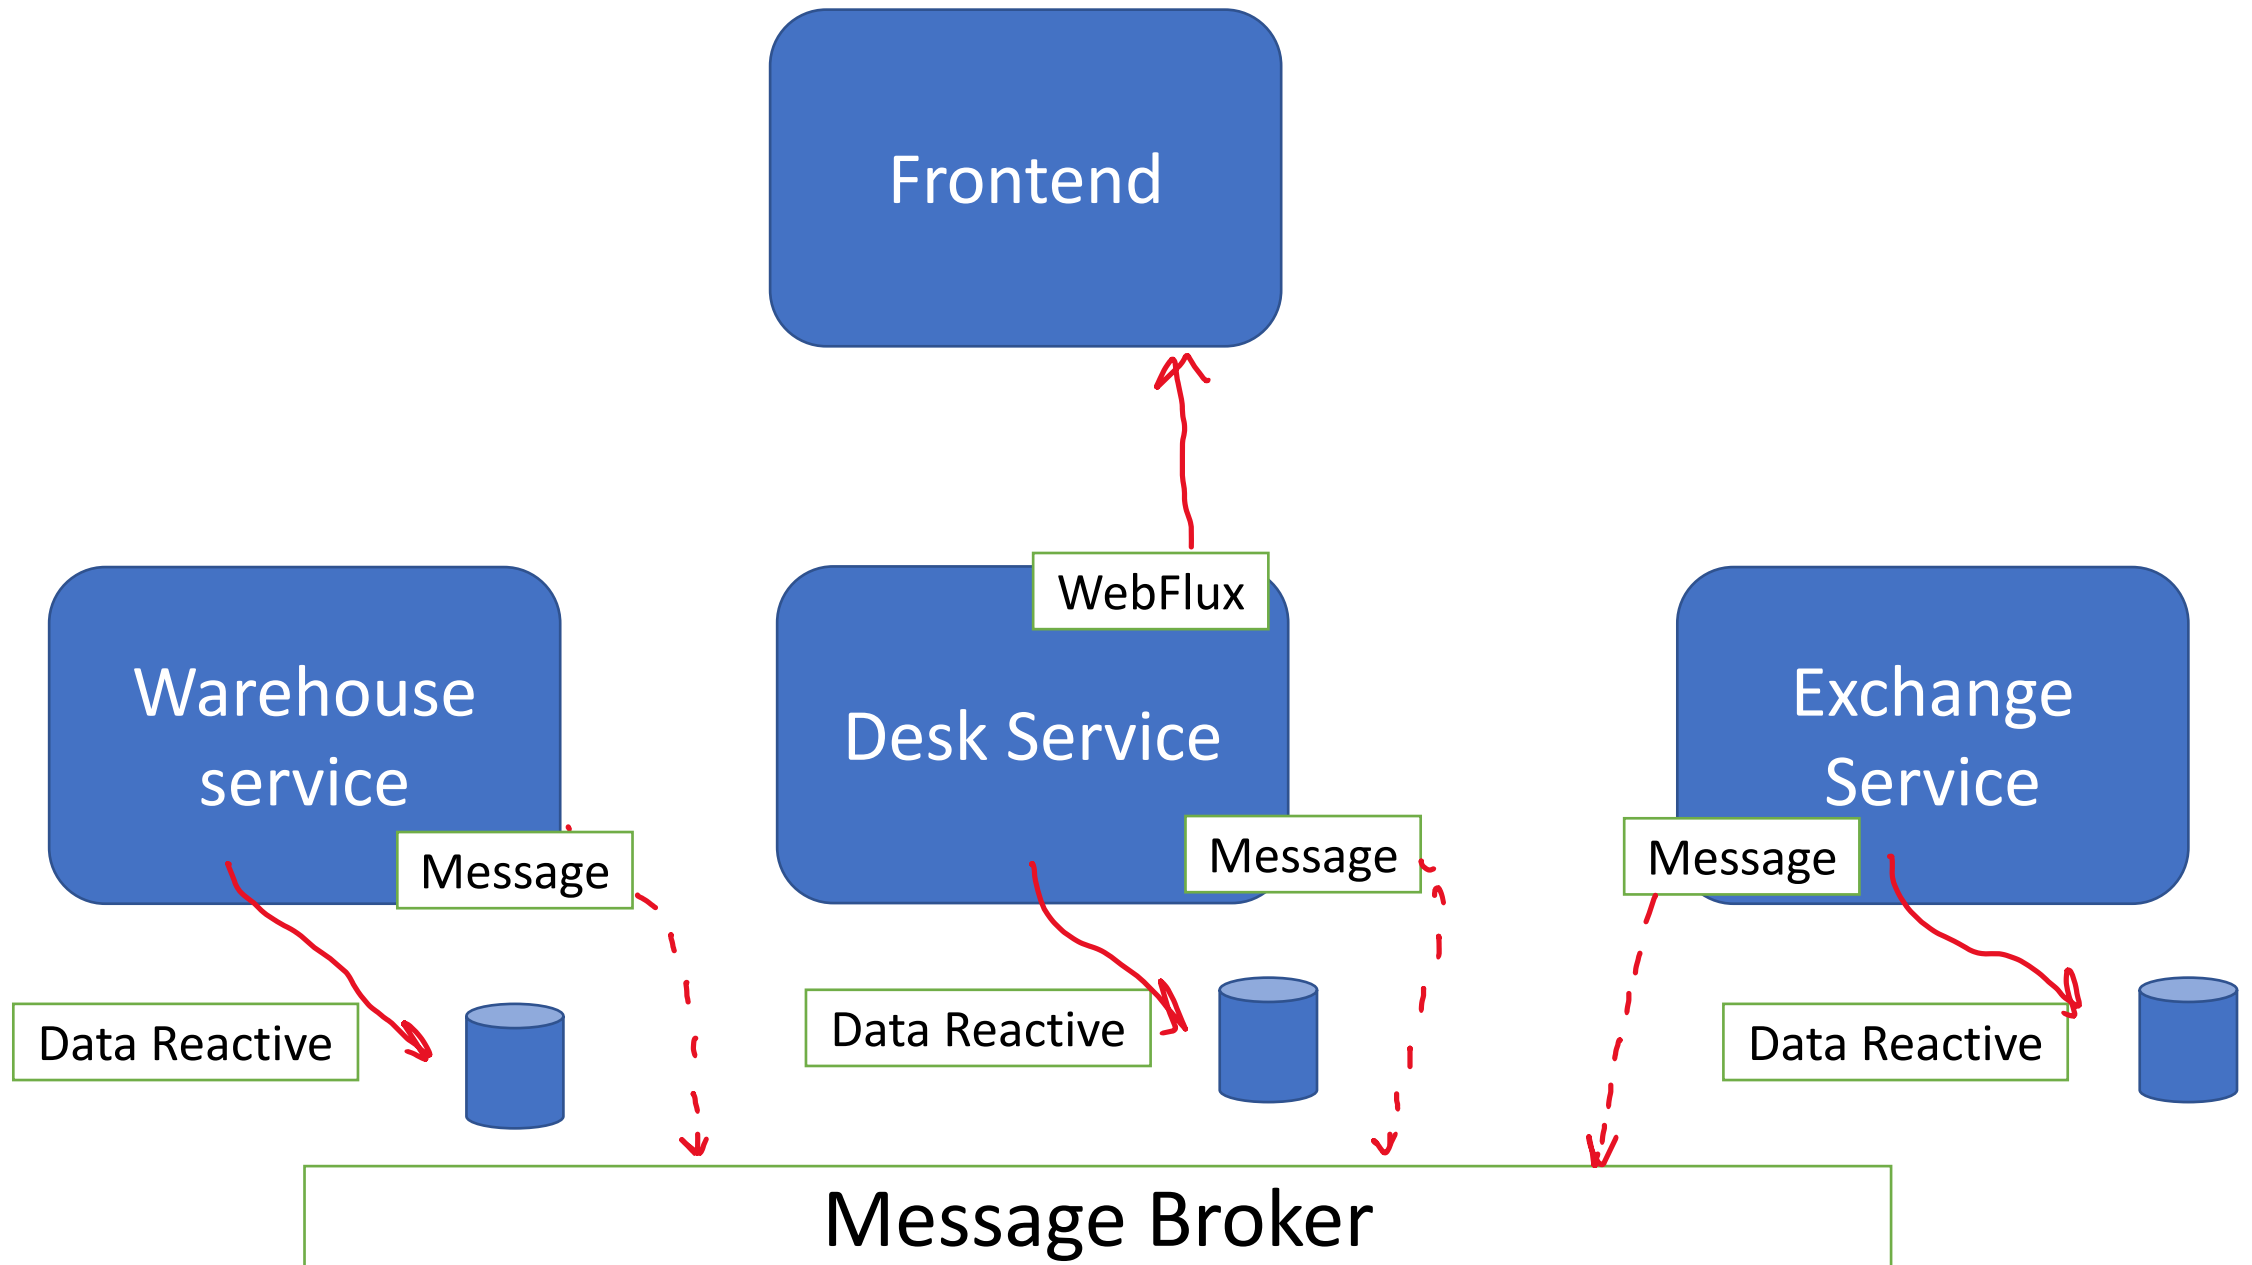 Frontend
WebFlux
Warehouse
service
Desk Service
Exchange
Service
Message
Message
Message
Data Reactive
Data Reactive
Data Reactive
Message Broker